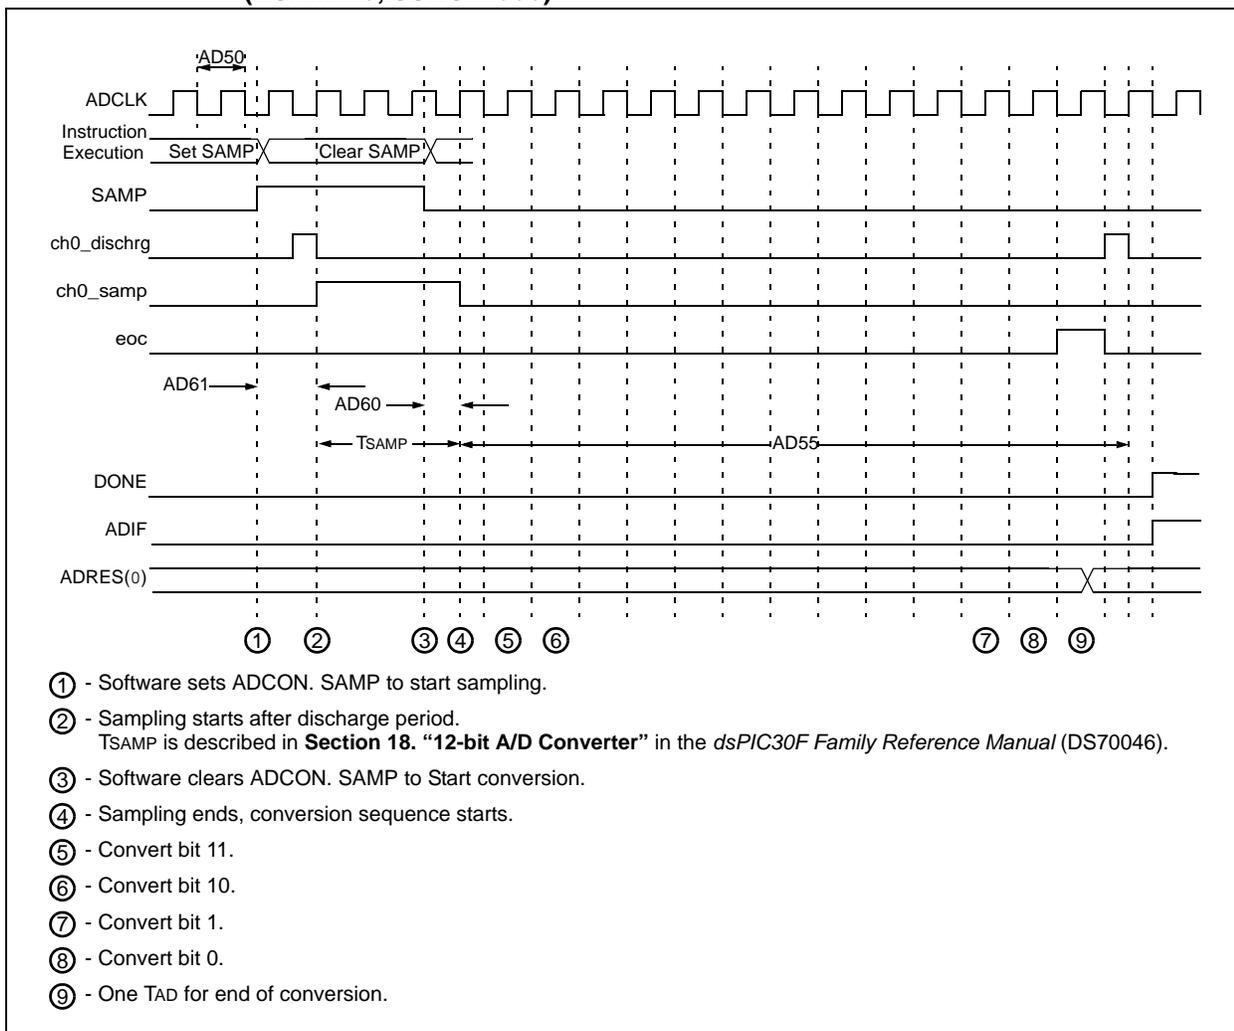 AD50
ADCLK
Instruction
Execution
Set SAMP
Clear SAMP
SAMP
ch0_dischrg
ch0_samp
eoc
AD61
AD60
TSAMP
AD55
DONE
ADIF
ADRES(0)
1 2 3 4 5 6 7 8 9
1 - Software sets ADCON. SAMP to start sampling.
2 - Sampling starts after discharge period.
TSAMP is described in Section 18. “12-bit A/D Converter” in the dsPIC30F Family Reference Manual (DS70046).
3 - Software clears ADCON. SAMP to Start conversion.
4 - Sampling ends, conversion sequence starts.
5 - Convert bit 11.
6 - Convert bit 10.
7 - Convert bit 1.
8 - Convert bit 0.
9 - One TAD for end of conversion.